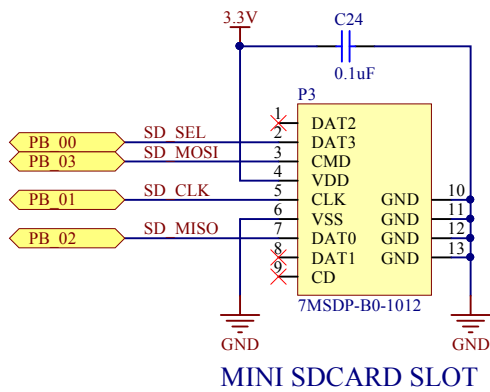 3.3V
C24
0.1uF
P3
1 DAT2
PB_00 SD_SEL 2 DAT3
PB_03 SD_MOSI 3 CMD
4 VDD
PB_01 SD_CLK 5 CLK GND 10
6 VSS GND 11
PB_02 SD_MISO 7 DAT0 GND 12
8 DAT1 GND 13
9 CD
7MSDP-B0-1012
GND GND
MINI SDCARD SLOT